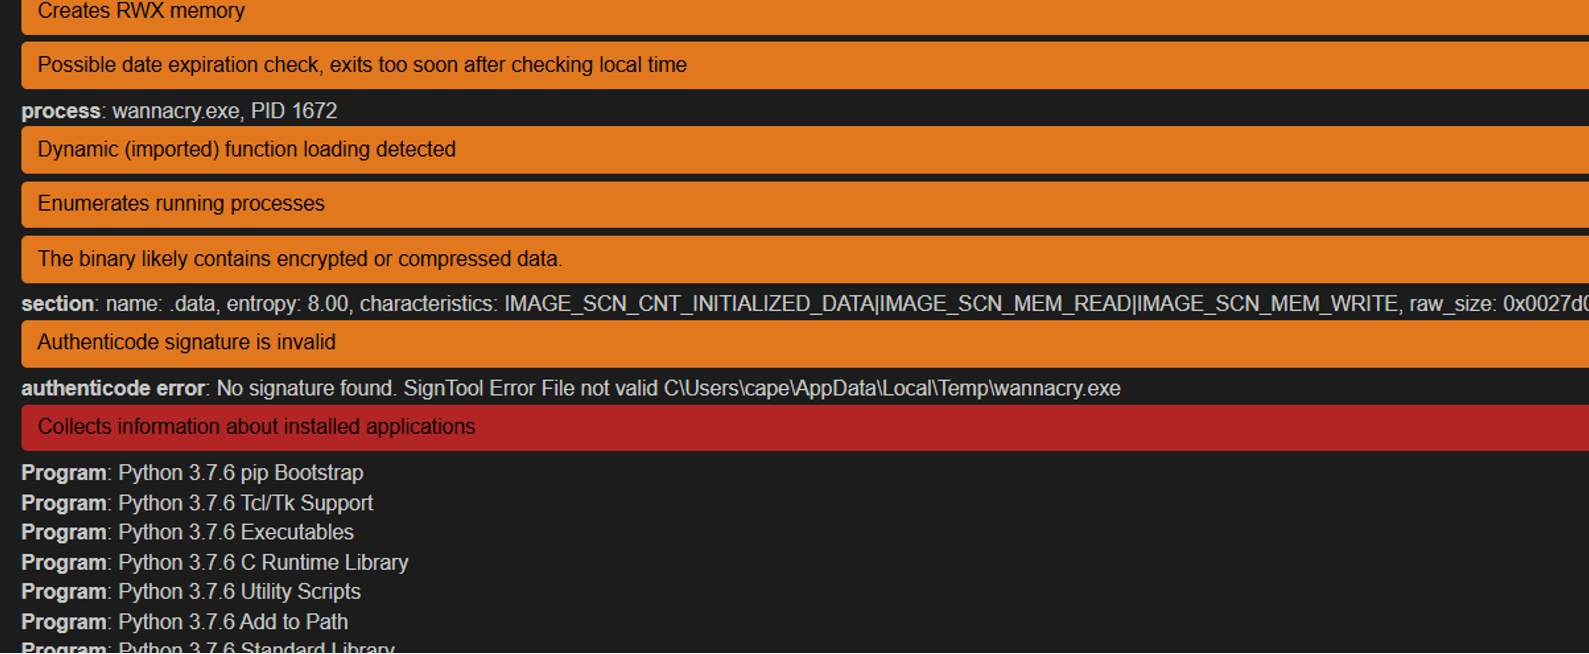 Creates RWX memory
Possible date expiration check, exits too soon after checking local time
process: wannacry.exe, PID 1672
Dynamic (imported) function loading detected
Enumerates running processes
The binary likely contains encrypted or compressed data.
section: name: .data, entropy: 8.00, characteristics: IMAGE_SCN_CNT_INITIALIZED_DATA||IMAGE_SCN_MEM_READ||IMAGE_SCN_MEM_WRITE, raw_size: 0x0027d0
Authenticode signature is invalid
authenticode error: No signature found. SignTool Error File not valid C\Users\cape\AppData\Local\Temp\wannacry.exe
Collects information about installed applications
Program: Python 3.7.6 pip Bootstrap
Program: Python 3.7.6 Tcl/Tk Support
Program: Python 3.7.6 Executables
Program: Python 3.7.6 C Runtime Library
Program: Python 3.7.6 Utility Scripts
Program: Python 3.7.6 Add to Path
Program: Python 3.7.6 Standard Library